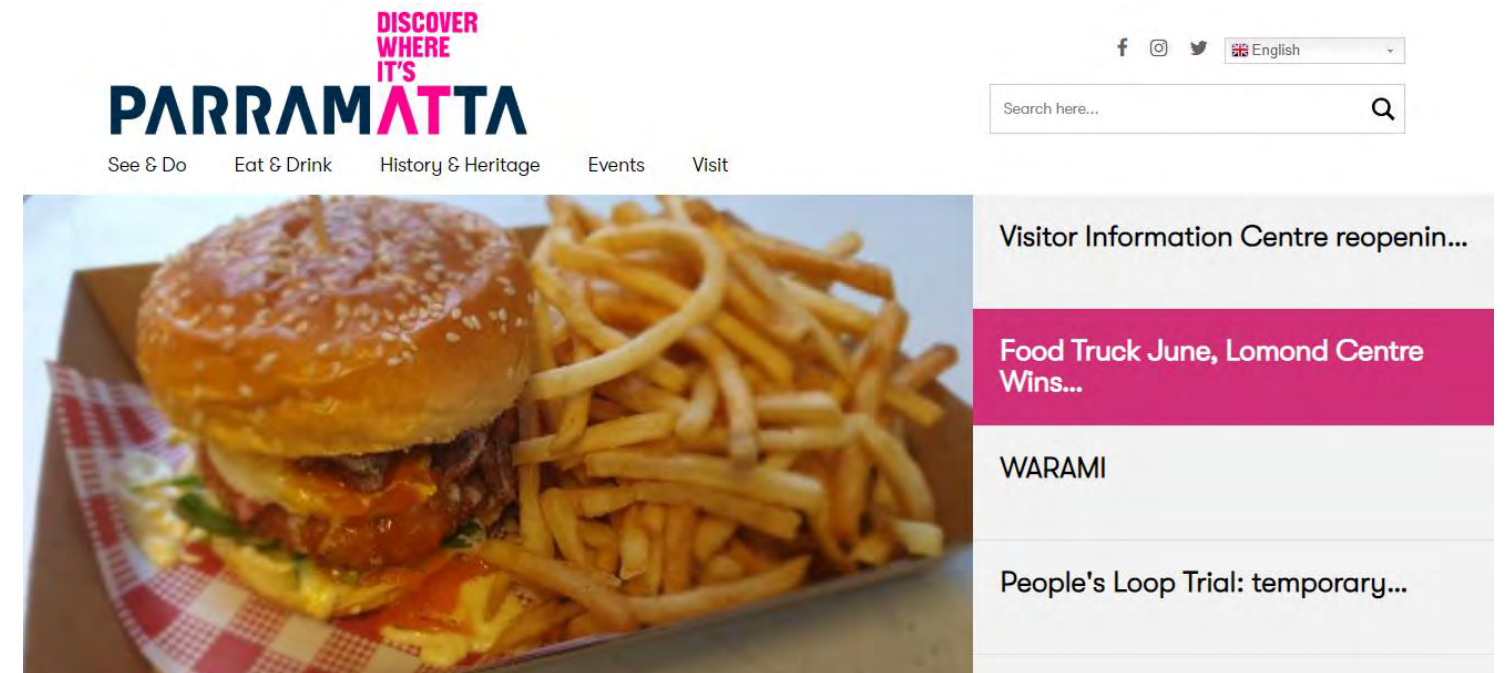 DISCOVER
WHERE
IT'S
PARRAMATTA
English
Search here...
See & Do Eat & Drink History & Heritage Events Visit
Visitor Information Centre reopenin...
Food Truck June, Lomond Centre
Wins...
WARAMI
People's Loop Trial: temporary...